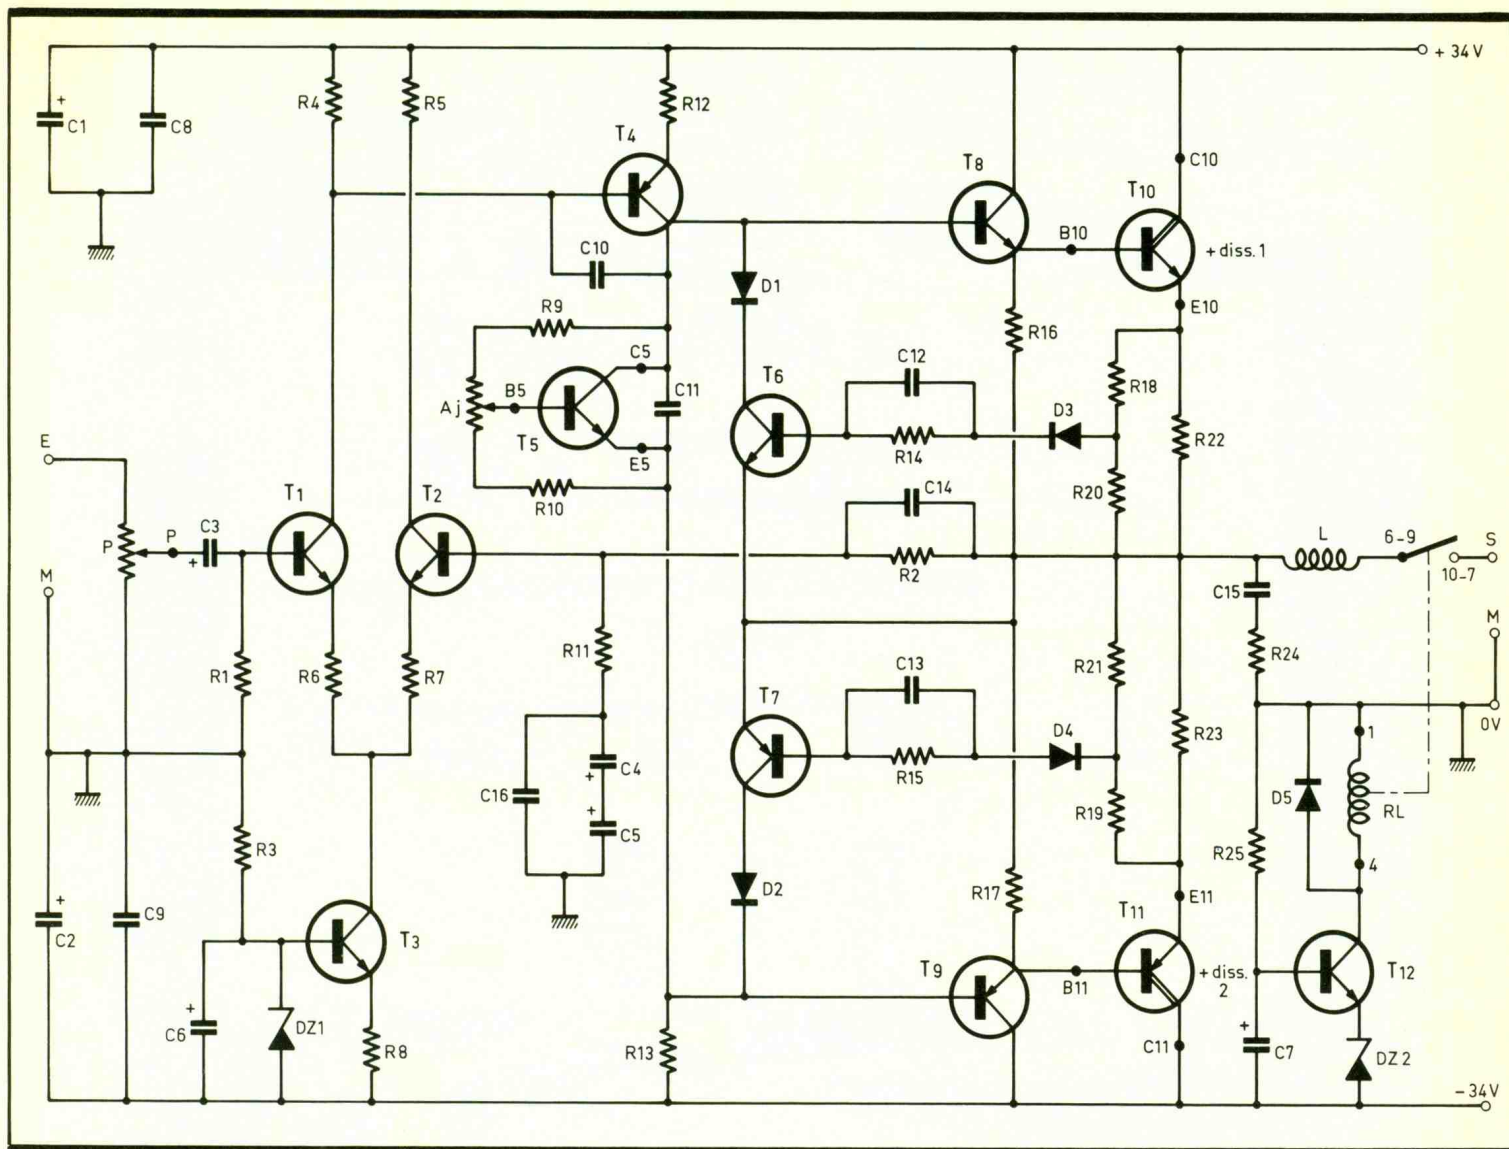 + 34 V
R4
R5
R12
C1
C8
T4
T8
C10
T10
B10
+ diss. 1
C10
D1
E10
R9
R16
C12
R18
C5
C11
T6
B5
D3
Aj
T5
R14
R22
E5
C14
R20
E
R10
T1
T2
L
6-9
S
P
P
C3
+
R2
10-7
M
C15
M
R11
R24
R1
R6
R7
C13
R21
T7
0V
R23
1
C4
D4
R15
C16
+
D5
RL
R19
+
C5
R3
R25
4
D2
R17
E11
T11
+
C2
C9
T3
T9
+ diss. 2
T12
B11
+
C6
DZ1
R8
R13
C11
+
C7
DZ2
- 34V